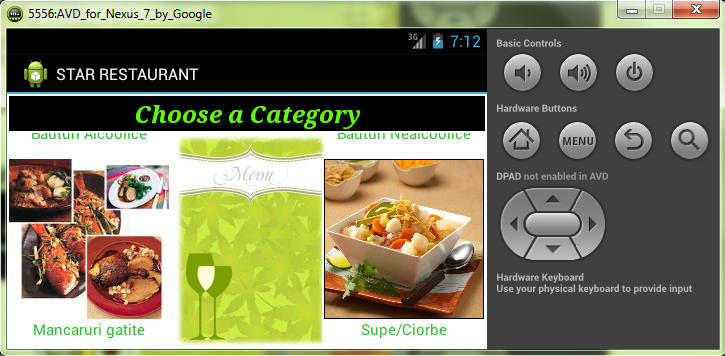 5556:AVD_for_Nexus_7_by_Google
3G 7:12
STAR RESTAURANT
Choose a Category
Bauturi Alcoolice
Bauturi Nealcoolice
Menu
Mancaruri gatite
Supe/Ciorbe
Basic Controls
Hardware Buttons
MENU
DPAD not enabled in AVD
Hardware Keyboard
Use your physical keyboard to provide input